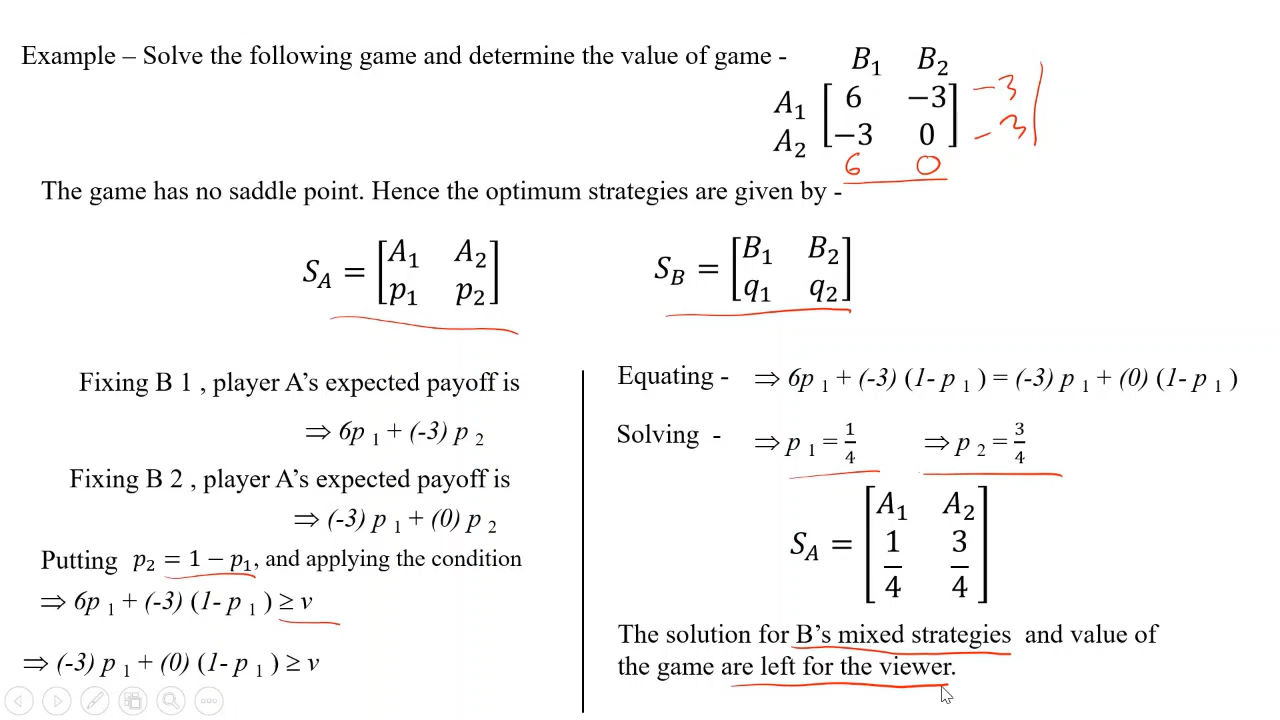 Example – Solve the following game and determine the value of game -
B₁ B₂
A₁ [ 6 −3 ] −3
A₂ [ −3 0 ] −3
6 0
The game has no saddle point. Hence the optimum strategies are given by -
S_A = [ A₁ A₂
p₁ p₂ ]
S_B = [ B₁ B₂
q₁ q₂ ]
Fixing B 1 , player A’s expected payoff is
⇒ 6p ₁ + (-3) p ₂
Fixing B 2 , player A’s expected payoff is
⇒ (-3) p ₁ + (0) p ₂
Putting p₂ = 1 − p₁, and applying the condition
⇒ 6p ₁ + (-3) (1- p ₁ ) ≥ v
⇒ (-3) p ₁ + (0) (1- p ₁ ) ≥ v
Equating - ⇒ 6p ₁ + (-3) (1- p ₁ ) = (-3) p ₁ + (0) (1- p ₁ )
Solving - ⇒ p ₁ = 1/4 ⇒ p ₂ = 3/4
S_A = [ A₁ A₂
1/4 3/4 ]
The solution for B’s mixed strategies and value of
the game are left for the viewer.